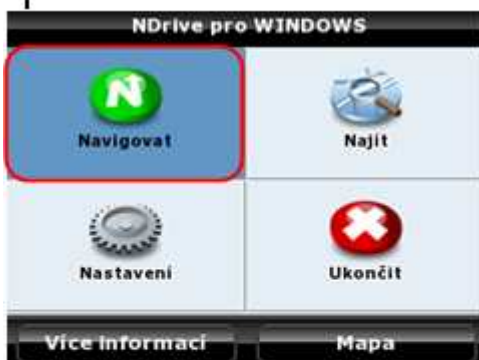 NDrive pro WINDOWS
Navigovat
Najít
Nastavení
Ukončit
Více informací
Mapa